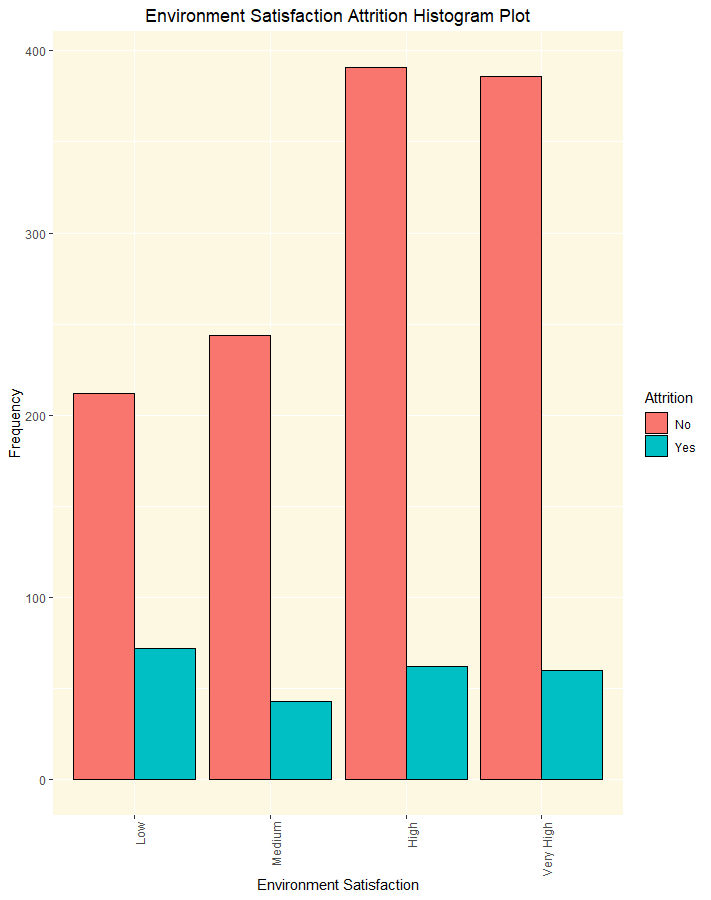 Environment Satisfaction Attrition Histogram Plot
400
300
200
100
0
Frequency
Low
Medium
High
Very High
Environment Satisfaction
Attrition
No
Yes